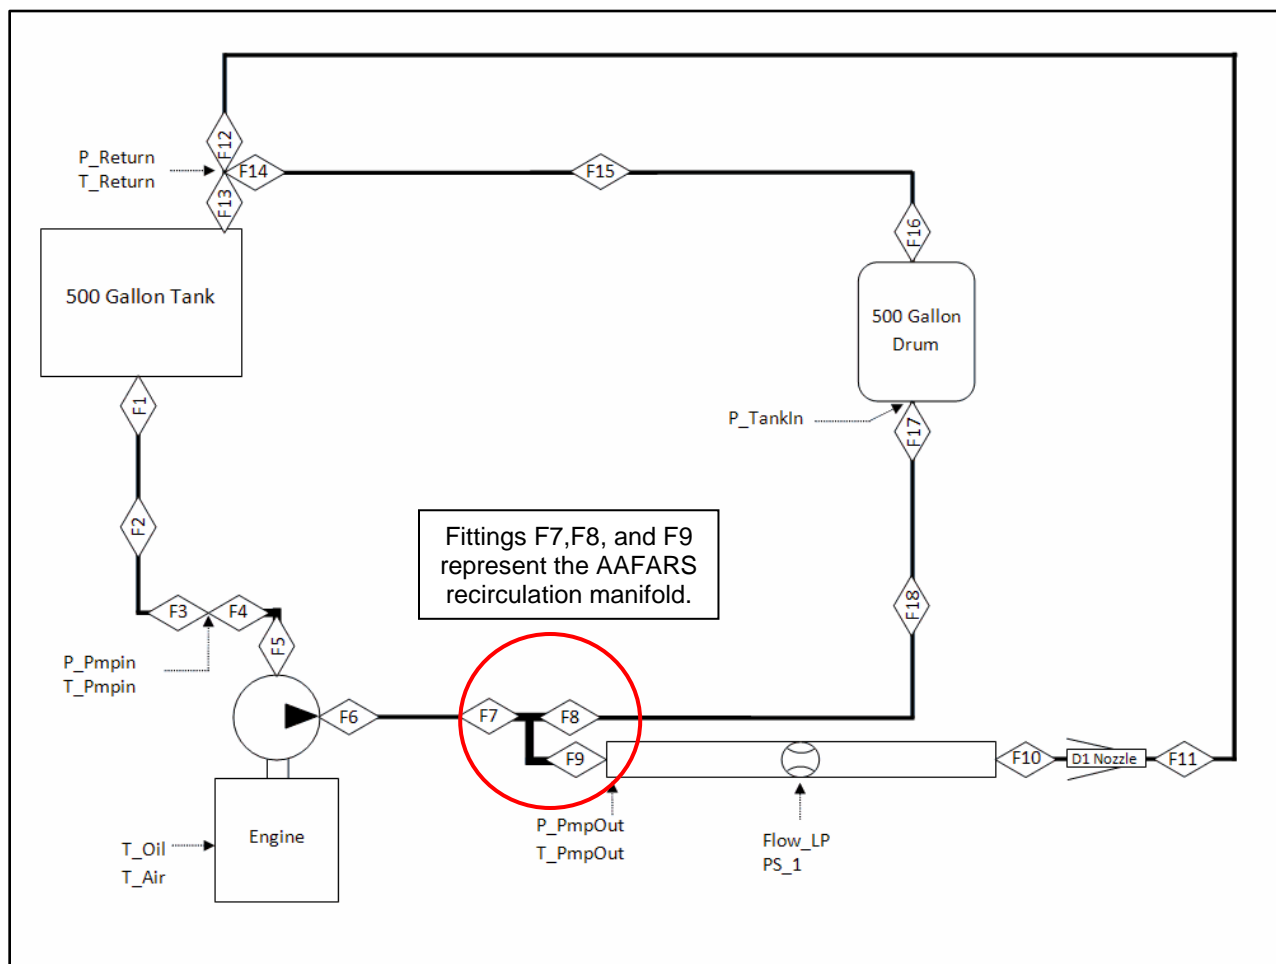 F12
P_Return
T_Return
F14
F15
F13
F16
500 Gallon Tank
500 Gallon
Drum
F1
P_TankIn
F17
F2
Fittings F7,F8, and F9
represent the AAFARS
recirculation manifold.
F3
F4
F18
F5
P_Pmpin
T_Pmpin
F6
F7
F8
F9
F10
D1 Nozzle
F11
P_PmpOut
T_PmpOut
Flow_LP
PS_1
Engine
T_Oil
T_Air